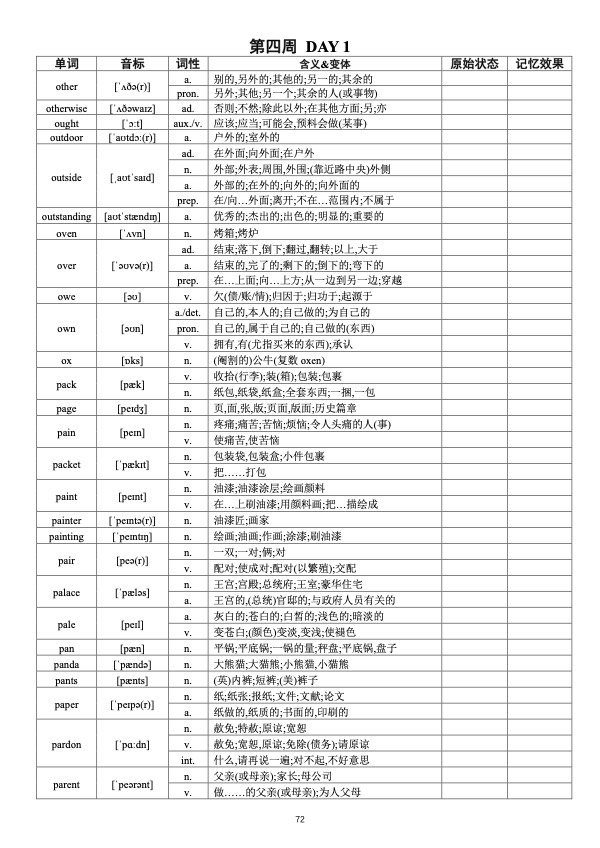 第四周 DAY 1
单词 音标 词性 含义&变体 原始状态 记忆效果
other [ˈʌðə(r)] a. 别的,另外的;其他的;另一的;其余的
pron. 另外;其他;另一个;其余的人(或事物)
otherwise [ˈʌðəwaɪz] ad. 否则;不然;除此以外;在其他方面;另;亦
ought [ˈɔːt] aux./v. 应该;应当;可能会,预料会做(某事)
outdoor [ˈaʊtdɔː(r)] a. 户外的;室外的
outside [ˌaʊtˈsaɪd] ad. 在外面;向外面;在户外
n. 外部;外表;周围,外围;(靠近路中央)外侧
a. 外部的;在外的;向外的;向外面的
prep. 在/向…外面;离开;不在…范围内;不属于
outstanding [aʊtˈstændɪŋ] a. 优秀的;杰出的;出色的;明显的;重要的
oven [ˈʌvn] n. 烤箱;烤炉
over [ˈəʊvə(r)] ad. 结束;落下,倒下;翻过,翻转;以上,大于
a. 结束的,完了的;剩下的;倒下的;弯下的
prep. 在…上面;向…上方;从一边到另一边;穿越
owe [əʊ] v. 欠(债/账/情);归因于;归功于;起源于
own [əʊn] a./det. 自己的,本人的;自己做的;为自己的
pron. 自己的,属于自己的;自己做的(东西)
v. 拥有,有(尤指买来的东西);承认
ox [ɒks] n. (阉割的)公牛(复数 oxen)
pack [pæk] v. 收拾(行李);装(箱);包装;包裹
n. 纸包,纸袋,纸盒;全套东西;一捆,一包
page [peɪdʒ] n. 页,面,张,版;页面,版面;历史篇章
pain [peɪn] n. 疼痛;痛苦;苦恼;烦恼;令人头痛的人(事)
v. 使痛苦,使苦恼
packet [ˈpækɪt] n. 包装袋,包装盒;小件包裹
v. 把……打包
paint [peɪnt] n. 油漆;油漆涂层;绘画颜料
v. 在…上刷油漆;用颜料画;把…描绘成
painter [ˈpeɪntə(r)] n. 油漆匠;画家
painting [ˈpeɪntɪŋ] n. 绘画;油画;作画;涂漆;刷油漆
pair [peə(r)] n. 一双;一对;俩;对
v. 配对;使成对;配对(以繁殖);交配
palace [ˈpæləs] n. 王宫;宫殿;总统府;王室;豪华住宅
a. 王宫的,(总统)官邸的;与政府人员有关的
pale [peɪl] a. 灰白的;苍白的;白皙的;浅色的;暗淡的
v. 变苍白;(颜色)变淡,变浅;使褪色
pan [pæn] n. 平锅;平底锅;一锅的量;秤盘;平底锅,盘子
panda [ˈpændə] n. 大熊猫;大猫熊;小熊猫,小猫熊
pants [pænts] n. (英)内裤;短裤;(美)裤子
paper [ˈpeɪpə(r)] n. 纸;纸张;报纸;文件;文献;论文
a. 纸做的,纸质的;书面的,印刷的
pardon [ˈpɑːdn] n. 赦免;特赦;原谅;宽恕
v. 赦免;宽恕,原谅;免除(债务);请原谅
int. 什么,请再说一遍;对不起,不好意思
parent [ˈpeərənt] n. 父亲(或母亲);家长;母公司
v. 做……的父亲(或母亲);为人父母
72